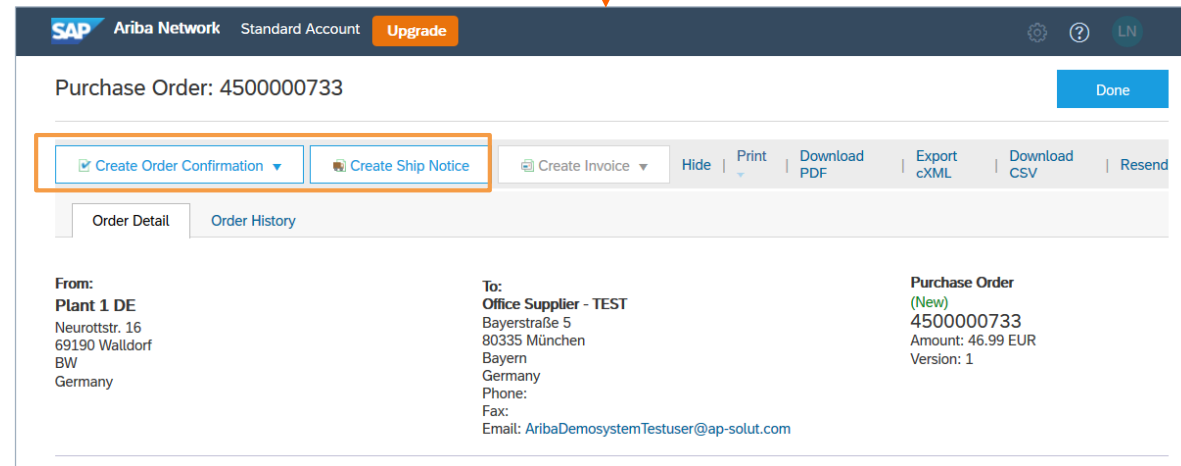 SAP Ariba Network Standard Account Upgrade ? LN
Purchase Order: 4500000733 Done
Create Order Confirmation ▼ Create Ship Notice Create Invoice ▼ Hide | Print | Download PDF | Export cXML | Download CSV | Resend
Order Detail Order History
From:
Plant 1 DE
Neurottstr. 16
69190 Walldorf
BW
Germany
To:
Office Supplier - TEST
Bayerstraße 5
80335 München
Bayern
Germany
Phone:
Fax:
Email: AribaDemosystemTestuser@ap-solut.com
Purchase Order
(New)
4500000733
Amount: 46.99 EUR
Version: 1